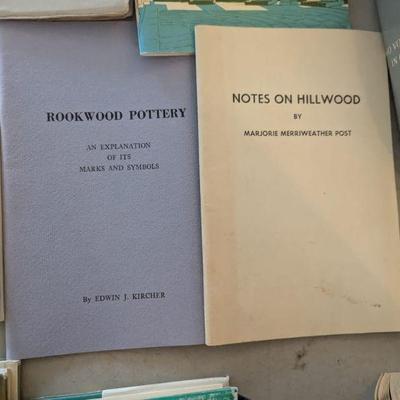 ROOKWOOD POTTERY
AN EXPLANATION
OF ITS
MARKS AND SYMBOLS
By EDWIN J. KIRCHER
NOTES ON HILLWOOD
BY
MARJORIE MERRIWEATHER POST